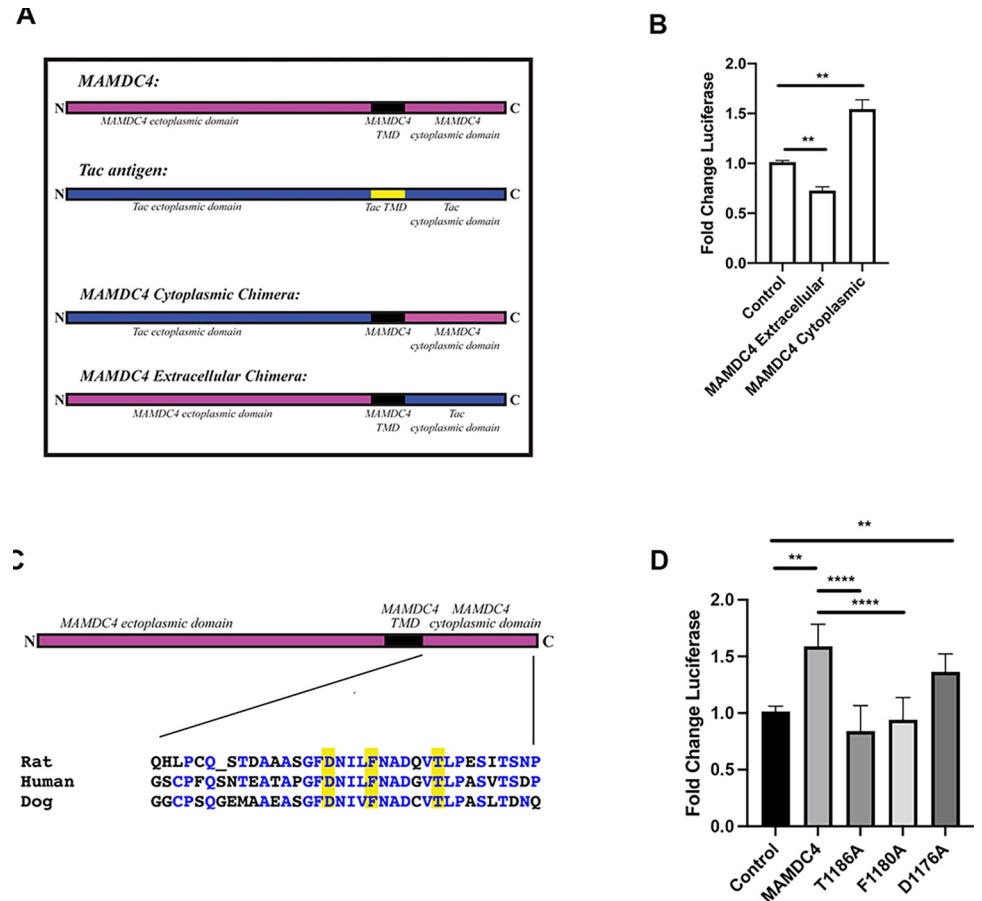 A
MAMDC4:
N C
MAMDC4 ectoplasmic domain
MAMDC4
TMD
MAMDC4
cytoplasmic domain
Tac antigen:
N C
Tac ectoplasmic domain
Tac TMD
Tac
cytoplasmic domain
MAMDC4 Cytoplasmic Chimera:
N C
Tac ectoplasmic domain
MAMDC4
MAMDC4
cytoplasmic domain
MAMDC4 Extracellular Chimera:
N C
MAMDC4 ectoplasmic domain
MAMDC4
TMD
Tac
cytoplasmic domain
B
Fold Change Luciferase
2.0
1.5
1.0
0.5
0.0
**
**
Control
MAMDC4 Extracellular
MAMDC4 Cytoplasmic
C
MAMDC4 ectoplasmic domain
MAMDC4
TMD
MAMDC4
cytoplasmic domain
N C
Rat QHLPCQ_STDAAASGFDNILFNADQVTLPESITSNP
Human GSCPFQSNTEATAPGFDNILFNADGVTLPASVTSDP
Dog GGCPSQGEMAAEASGFDNIVFNADCVTLPASLTDNQ
D
Fold Change Luciferase
2.0
1.5
1.0
0.5
0.0
**
**
****
****
Control
MAMDC4
T1186A
F1180A
D1176A